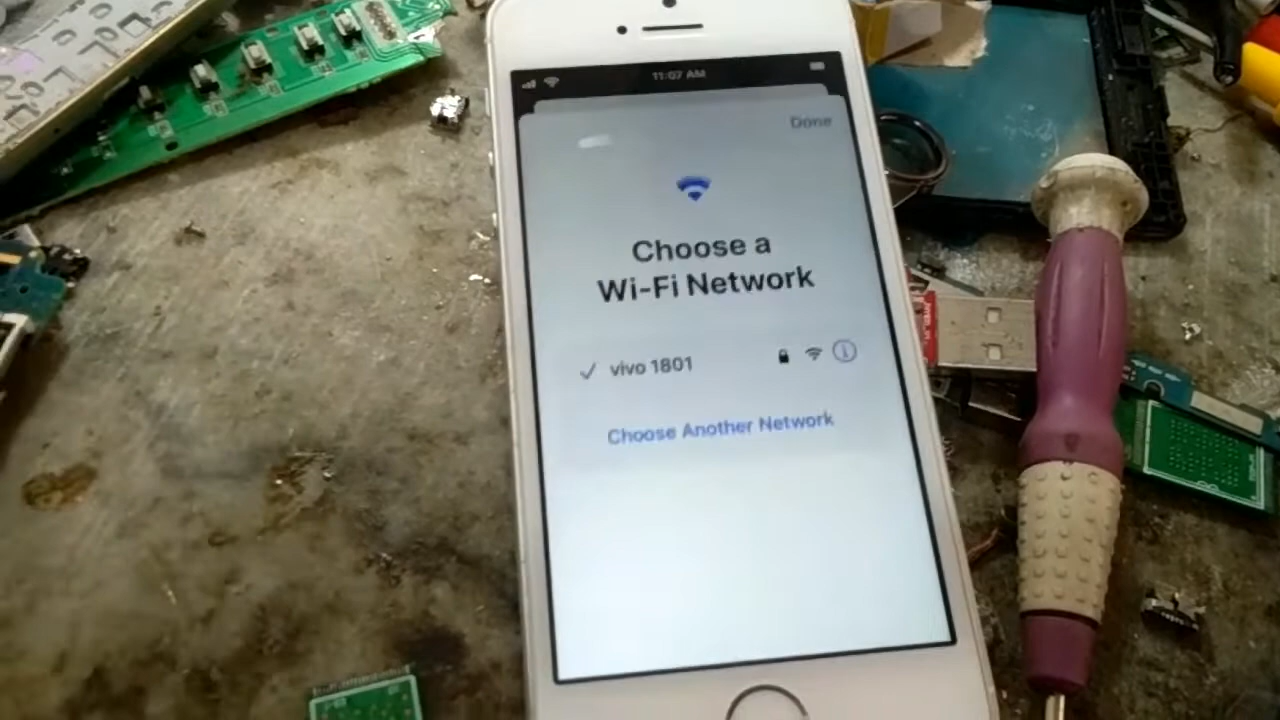 11:07 AM
Done
Choose a
Wi-Fi Network
vivo 1801
Choose Another Network